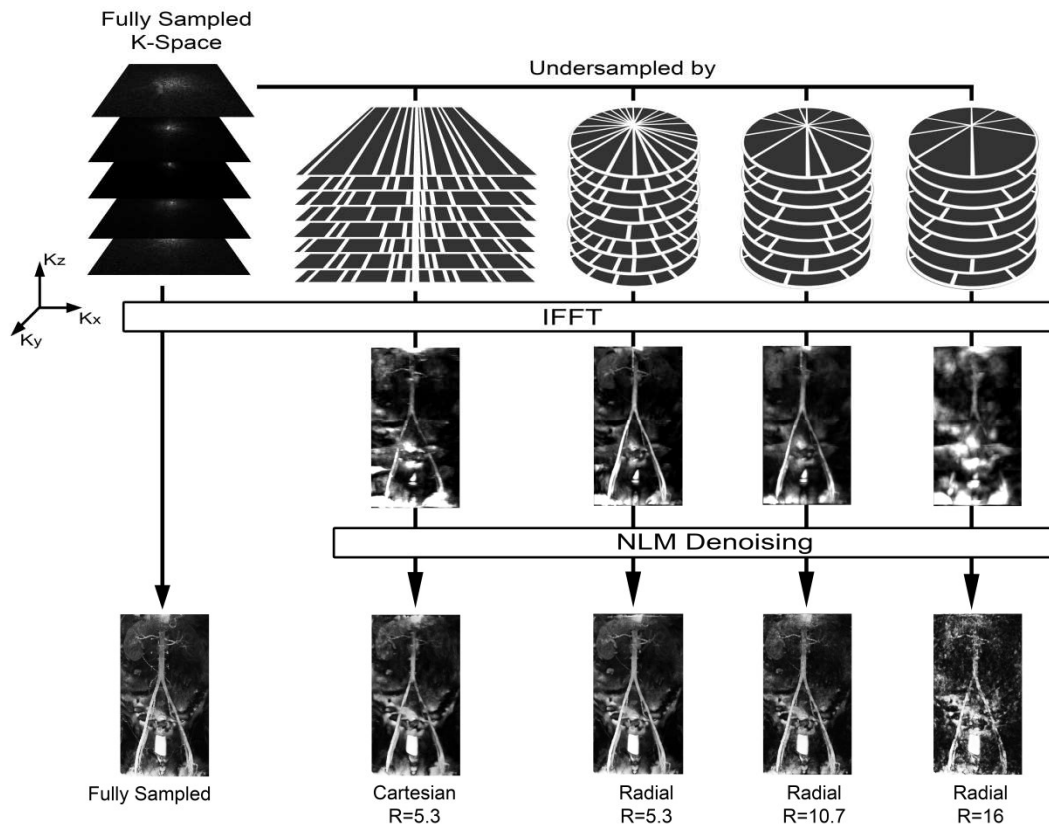 Fully Sampled
K-Space
Undersampled by
Kz
Kx
Ky
IFFT
NLM Denoising
Fully Sampled
Cartesian
R=5.3
Radial
R=5.3
Radial
R=10.7
Radial
R=16